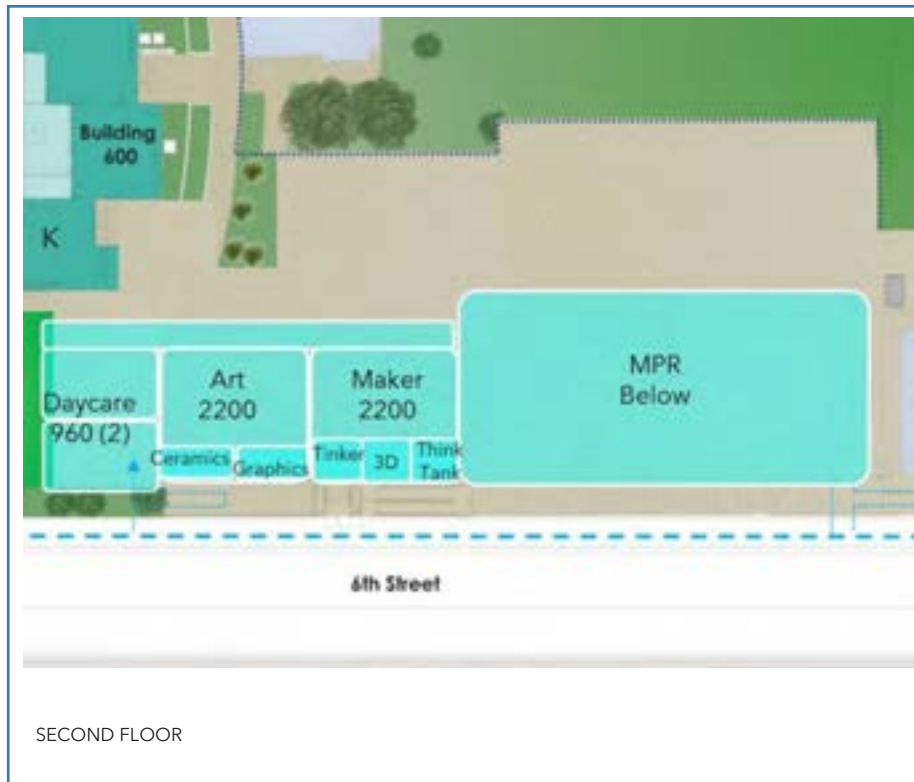 Building
600
K
MPR
Below
Art
2200
Maker
2200
Daycare
960 (2)
Ceramics
Graphics
Tinker
3D
Think
Tank
6th Street
SECOND FLOOR